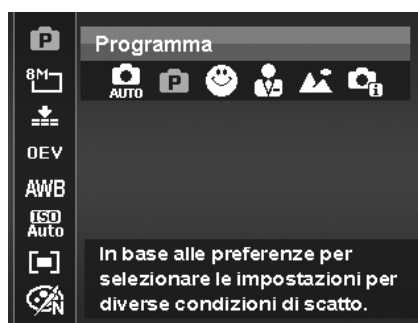 P Programma
8M AUTO P i
0EV
AWB
ISO
Auto
In base alle preferenze per
selezionare le impostazioni per
diverse condizioni di scatto.
N